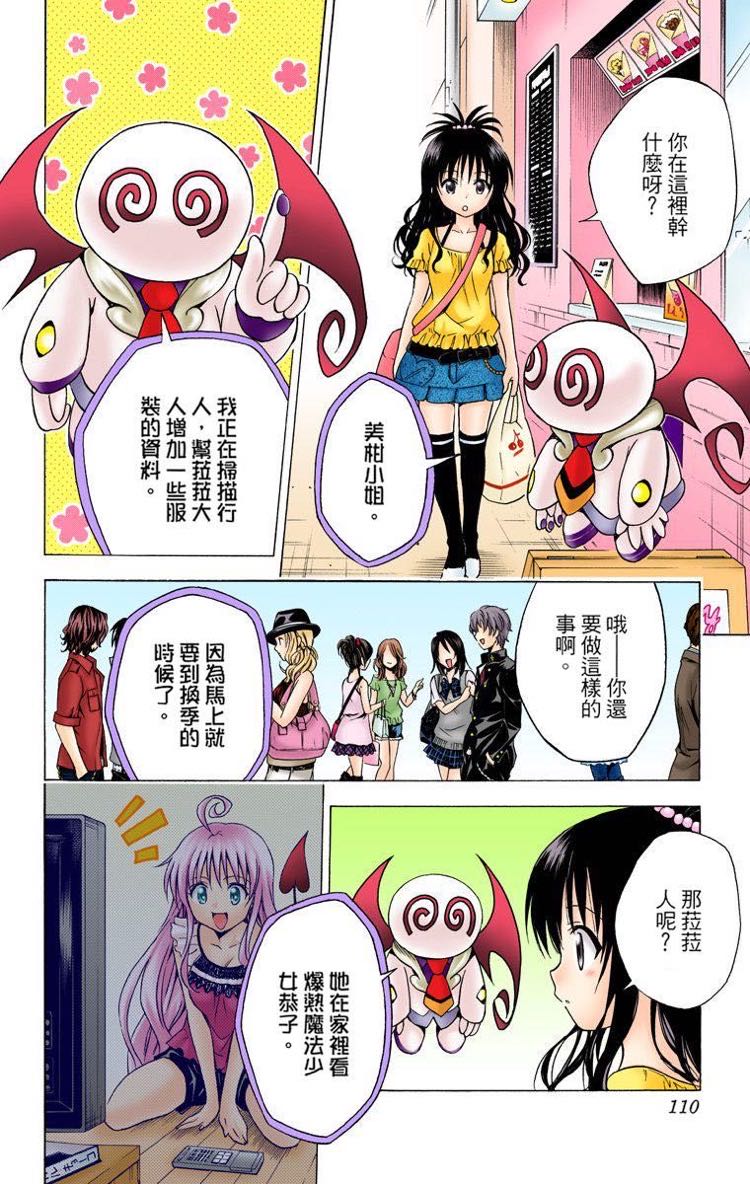 你在這裡幹
什麼呀？
美柑小姐。
我正在掃描行
人，幫菈菈大
人增加一些服
裝的資料。
哦——你還
要做這樣的
事啊。
因為馬上就
要到換季的
時候了。
那菈菈
人呢？
她在家裡看
爆熱魔法少
女恭子。
110